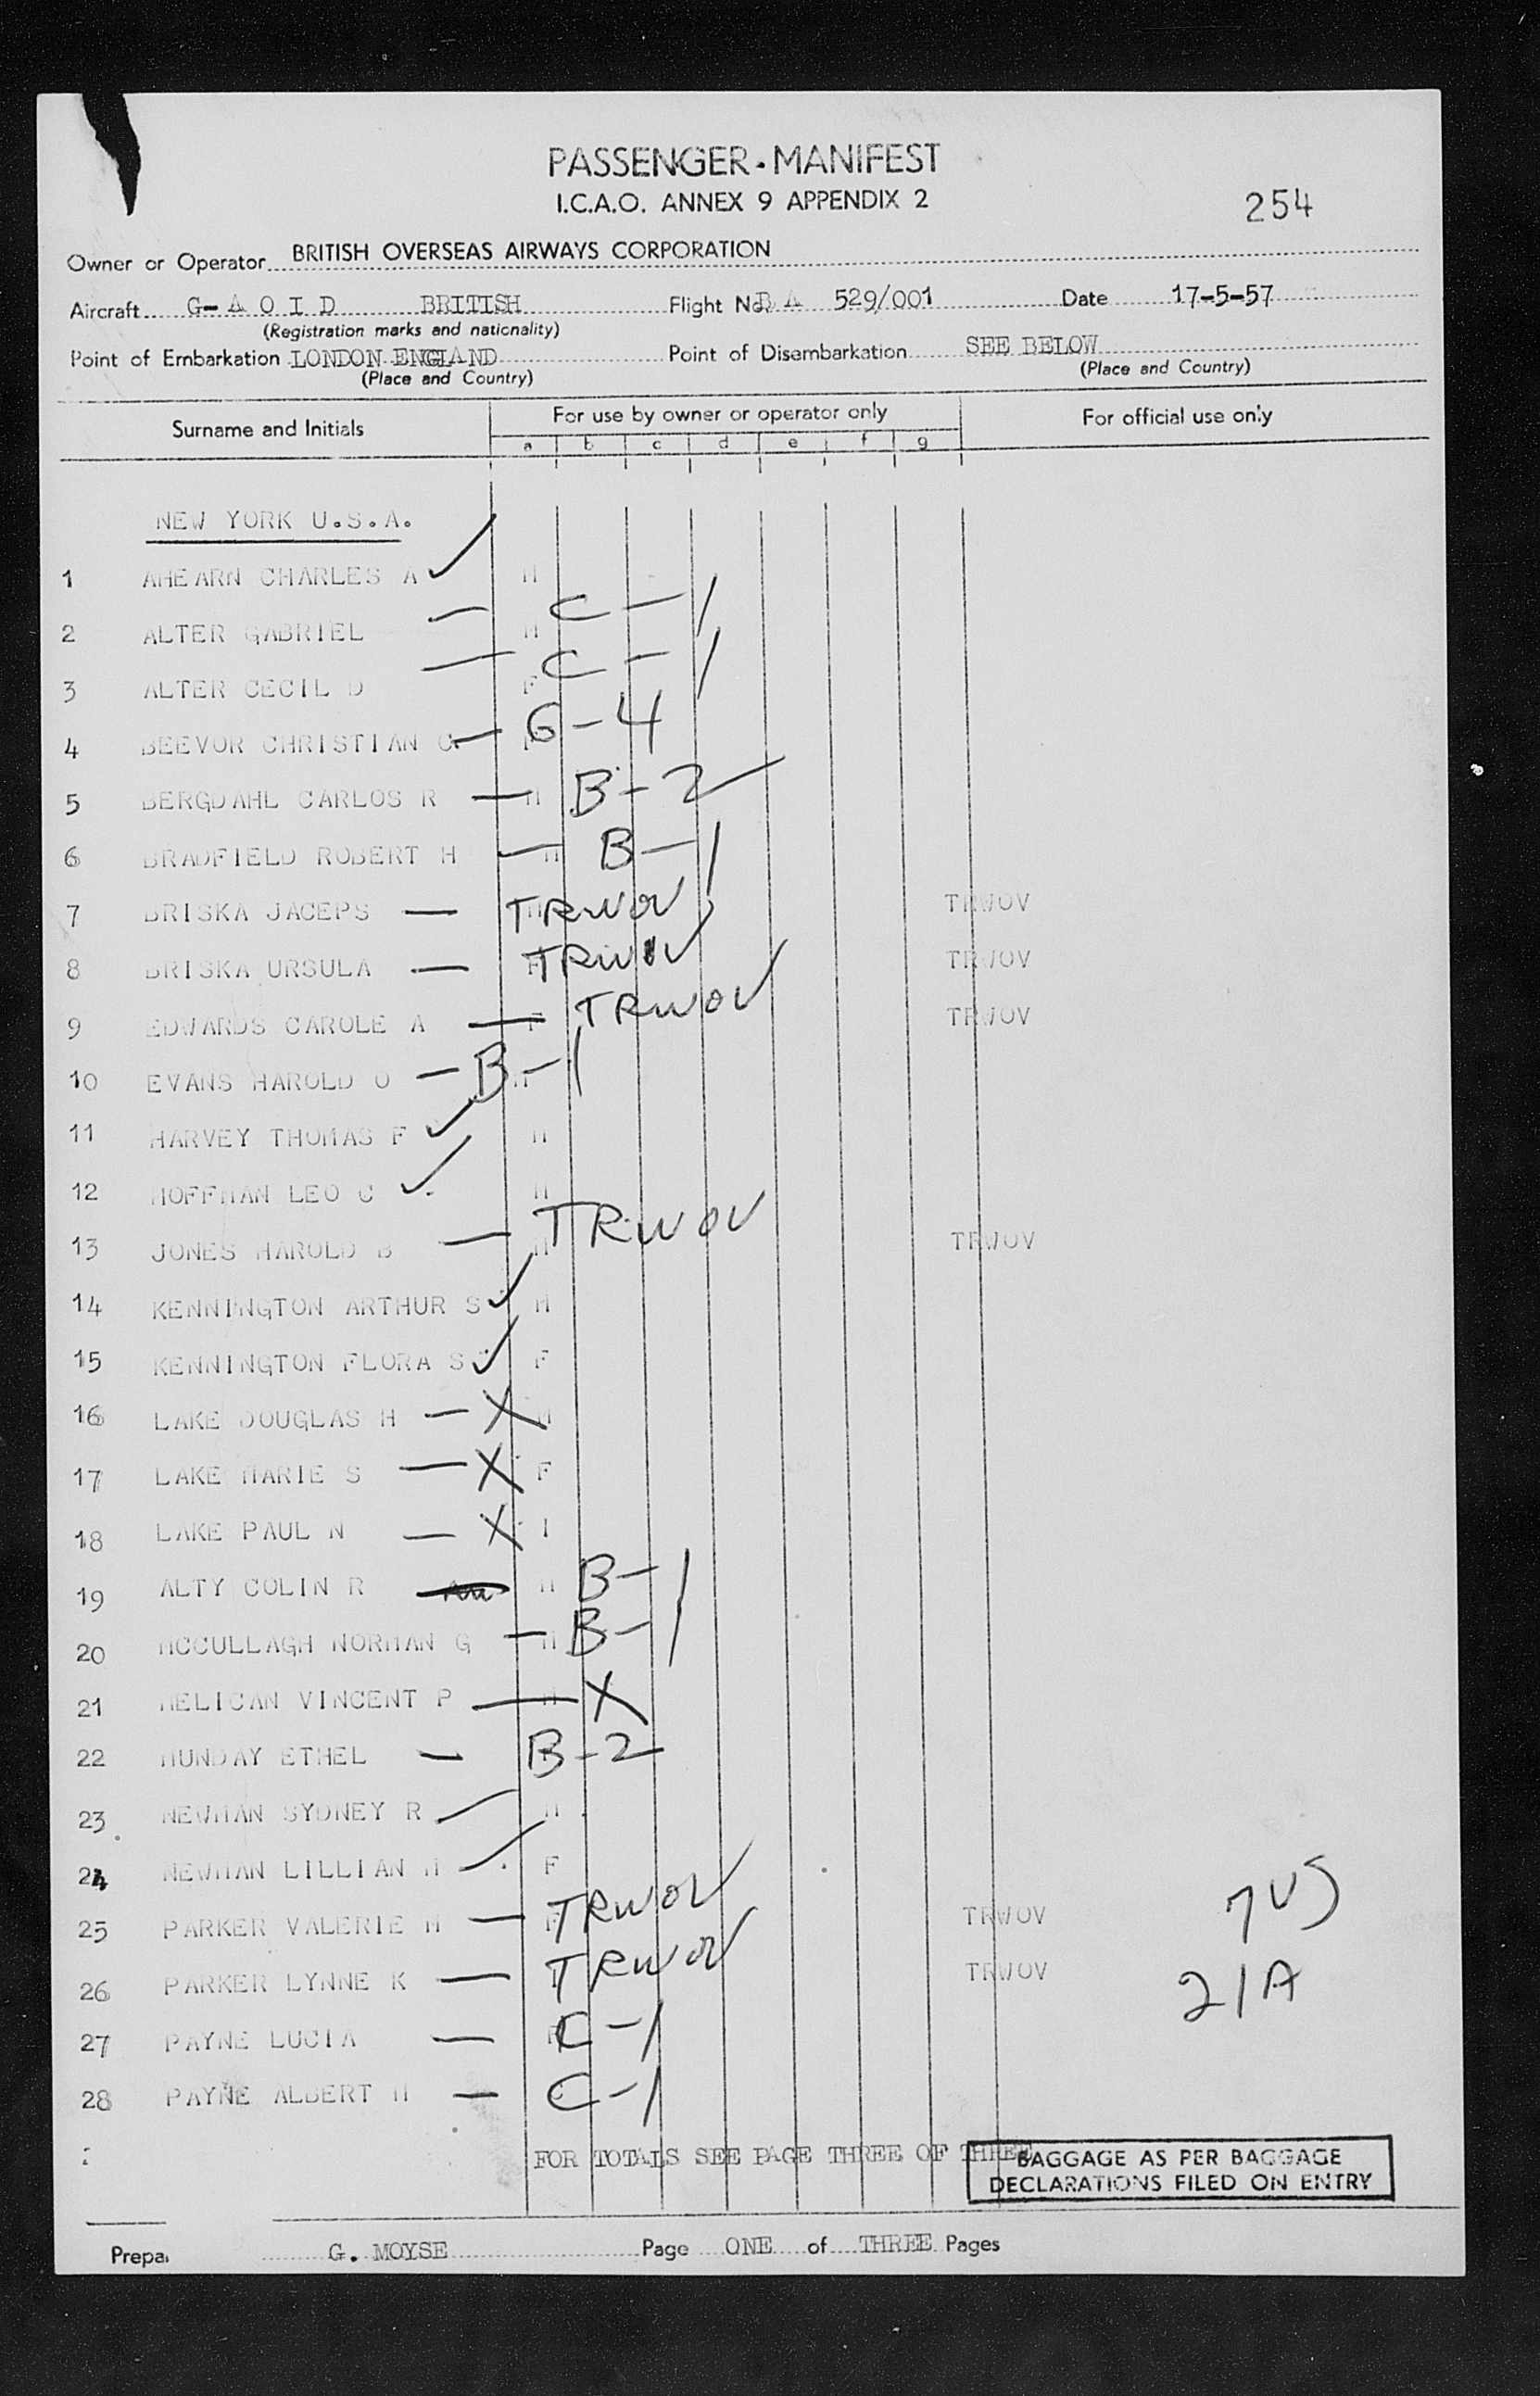 PASSENGER-MANIFEST
I.C.A.O. ANNEX 9 APPENDIX 2
254
Owner or Operator BRITISH OVERSEAS AIRWAYS CORPORATION
Aircraft G-A O I D BRITISH Flight No. B A 529/001 Date 17-5-57
(Registration marks and nationality)
Point of Embarkation LONDON ENGLAND Point of Disembarkation SEE BELOW
(Place and Country) (Place and Country)
Surname and Initials For use by owner or operator only For official use only
a b c d e f g
NEW YORK U.S.A.
1 AHEARN CHARLES A ✓ M
2 ALTER GABRIEL — M C-1
3 ALTER CECIL D — F C-1
4 BEEVOR CHRISTIAN C — G-4
5 BERGDAHL CARLOS R — M B-2
6 BRADFIELD ROBERT H — M B-1
7 BRISKA JACEPS — M TRWOV TRWOV
8 BRISKA URSULA — F TRWOV TRWOV
9 EDWARDS CAROLE A — F TRWOV TRWOV
10 EVANS HAROLD O — B-1 M
11 HARVEY THOMAS F ✓ M
12 HOFFMAN LEO C ✓ M
13 JONES HAROLD B — M TRWOV TRWOV
14 KENNINGTON ARTHUR S ✓ M
15 KENNINGTON FLORA S ✓ F
16 LAKE DOUGLAS H — X M
17 LAKE MARIE S — X F
18 LAKE PAUL N — X I
19 ALTY COLIN R M B-1
20 MCCULLAGH NORMAN G — M B-1
21 MELICAN VINCENT P — M X
22 MUNDAY ETHEL — B-2
23 NEWMAN SYDNEY R ✓ M
24 NEWMAN LILLIAN M ✓ F
25 PARKER VALERIE M — F TRWOV TRWOV
7US
26 PARKER LYNNE K — TRWOV TRWOV
21A
27 PAYNE LUCIA — F C-1
28 PAYNE ALBERT H — C-1
FOR TOTALS SEE PAGE THREE OF THREE
BAGGAGE AS PER BAGGAGE
DECLARATIONS FILED ON ENTRY
Prepa G. MOYSE Page ONE of THREE Pages